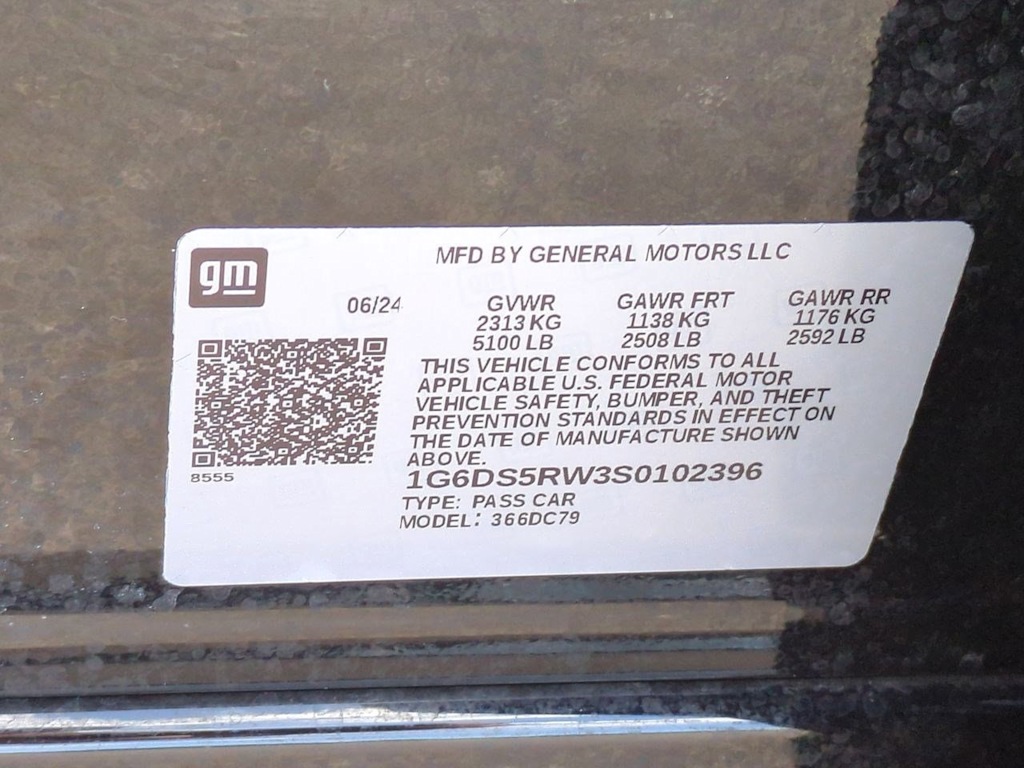 gm
MFD BY GENERAL MOTORS LLC
06/24 GVWR GAWR FRT GAWR RR
2313 KG 1138 KG 1176 KG
5100 LB 2508 LB 2592 LB
THIS VEHICLE CONFORMS TO ALL
APPLICABLE U.S. FEDERAL MOTOR
VEHICLE SAFETY, BUMPER, AND THEFT
PREVENTION STANDARDS IN EFFECT ON
THE DATE OF MANUFACTURE SHOWN
ABOVE.
8555
1G6DS5RW3S0102396
TYPE: PASS CAR
MODEL: 366DC79